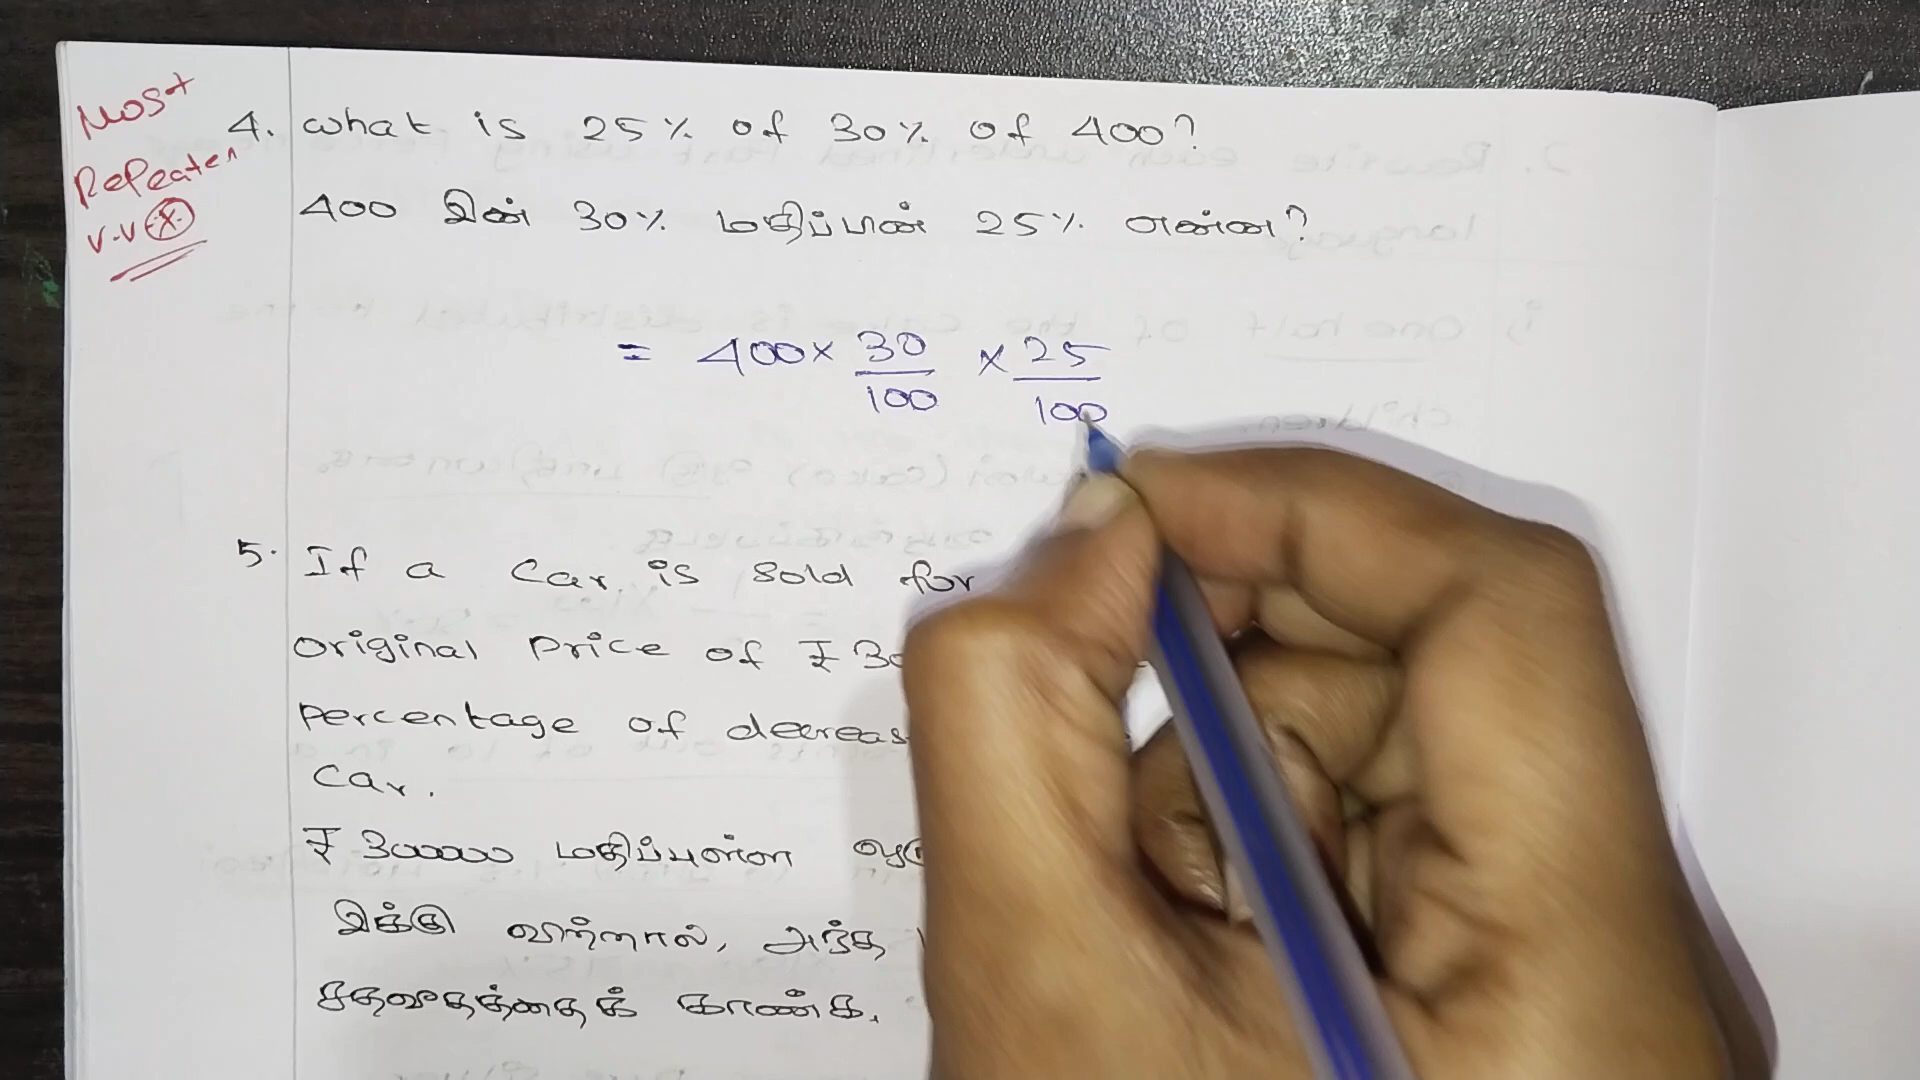 Most
Repeaten
V.V
4. What is 25% of 30% of 400?
400 இன் 30% மதிப்பின் 25% என்ன?
= 400 × 30/100 × 25/100
5. If a car is sold for
original price of ₹ 30
percentage of decreas
car.
₹ 300000 மதிப்புள்ள
இக்கு விற்றால், அந்த
சதவீதத்தைக் காண்க.